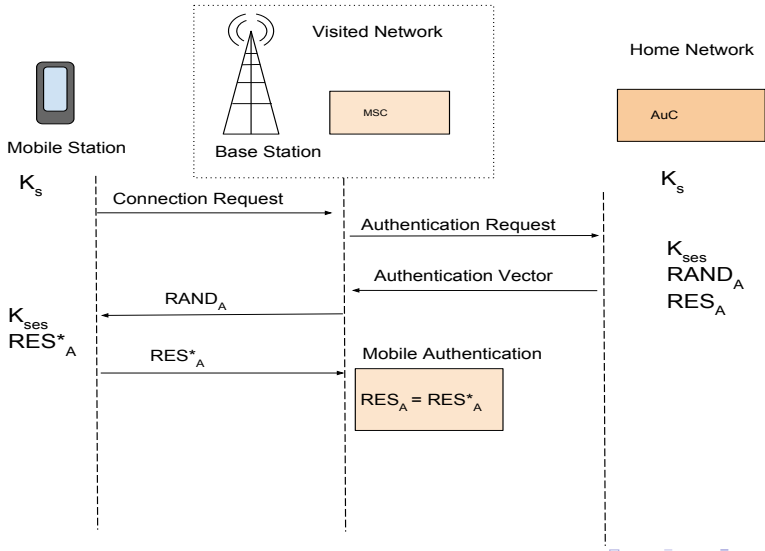 Visited Network
Home Network
MSC
AuC
Mobile Station
Base Station
K_s
K_s
Connection Request
Authentication Request
K_ses
RAND_A
RES_A
Authentication Vector
RAND_A
K_ses
RES*_A
RES*_A
Mobile Authentication
RES_A = RES*_A